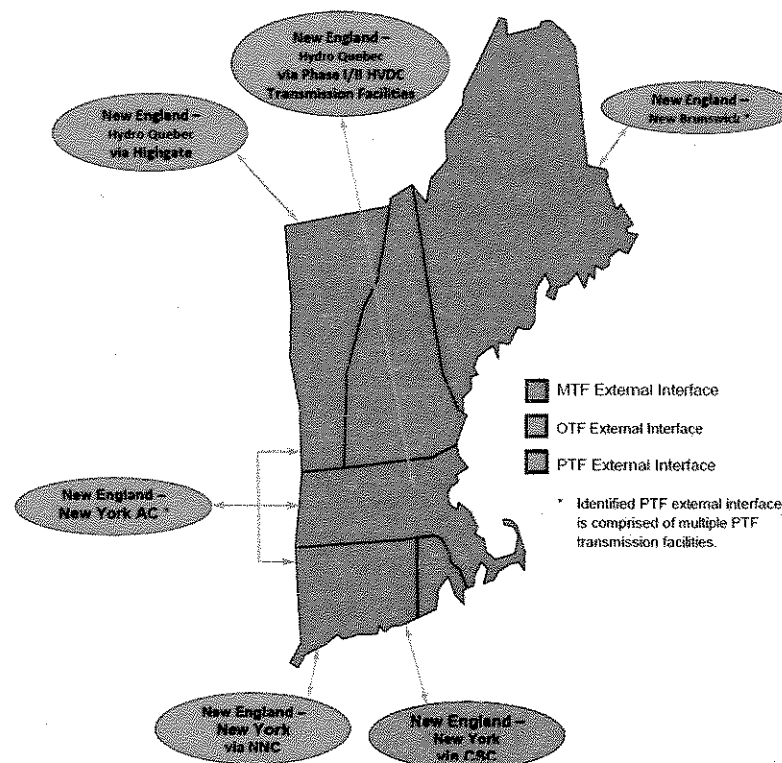 New England –
Hydro Quebec
via Phase I/II HVDC
Transmission Facilities
New England –
Hydro Quebec
via Highgate
New England –
New Brunswick *
MTF External Interface
OTF External Interface
PTF External Interface
* Identified PTF external interface
is comprised of multiple PTF
transmission facilities.
New England –
New York AC *
New England –
New York
via NNC
New England –
New York
via CSC